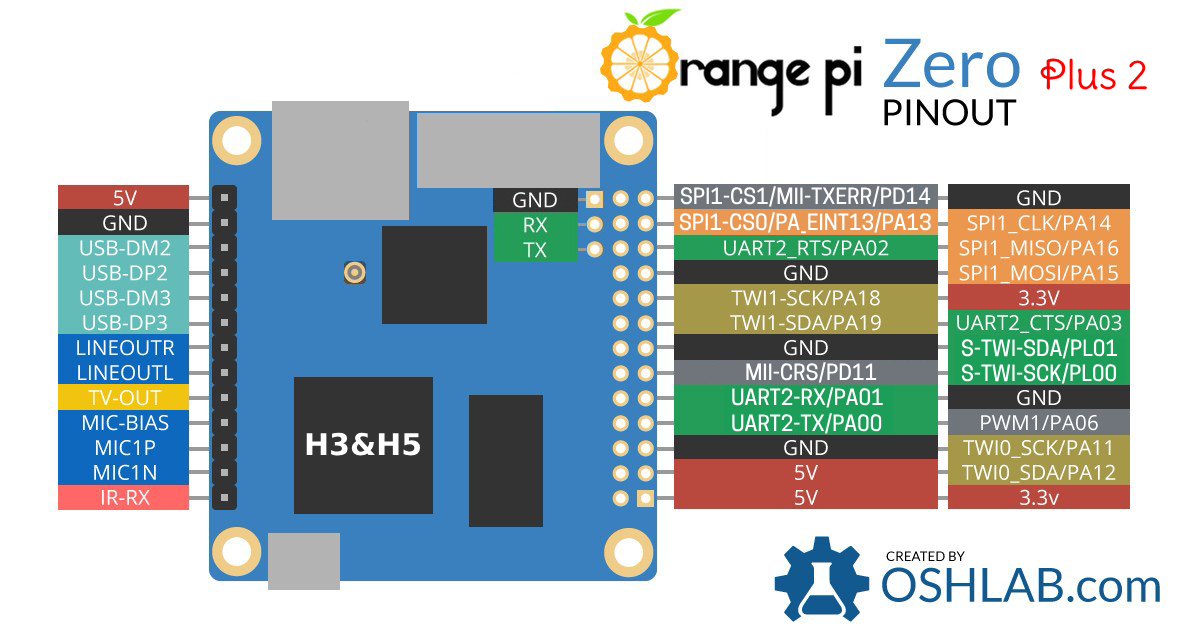 Orange pi Zero Plus 2
PINOUT
5V
GND
USB-DM2
USB-DP2
USB-DM3
USB-DP3
LINEOUTR
LINEOUTL
TV-OUT
MIC-BIAS
MIC1P
MIC1N
IR-RX
GND
RX
TX
H3&H5
SPI1-CS1/MII-TXERR/PD14 GND
SPI1-CS0/PA_EINT13/PA13 SPI1_CLK/PA14
UART2_RTS/PA02 SPI1_MISO/PA16
GND SPI1_MOSI/PA15
TWI1-SCK/PA18 3.3V
TWI1-SDA/PA19 UART2_CTS/PA03
GND S-TWI-SDA/PL01
MII-CRS/PD11 S-TWI-SCK/PL00
UART2-RX/PA01 GND
UART2-TX/PA00 PWM1/PA06
GND TWI0_SCK/PA11
5V TWI0_SDA/PA12
5V 3.3v
CREATED BY
OSHLAB.com